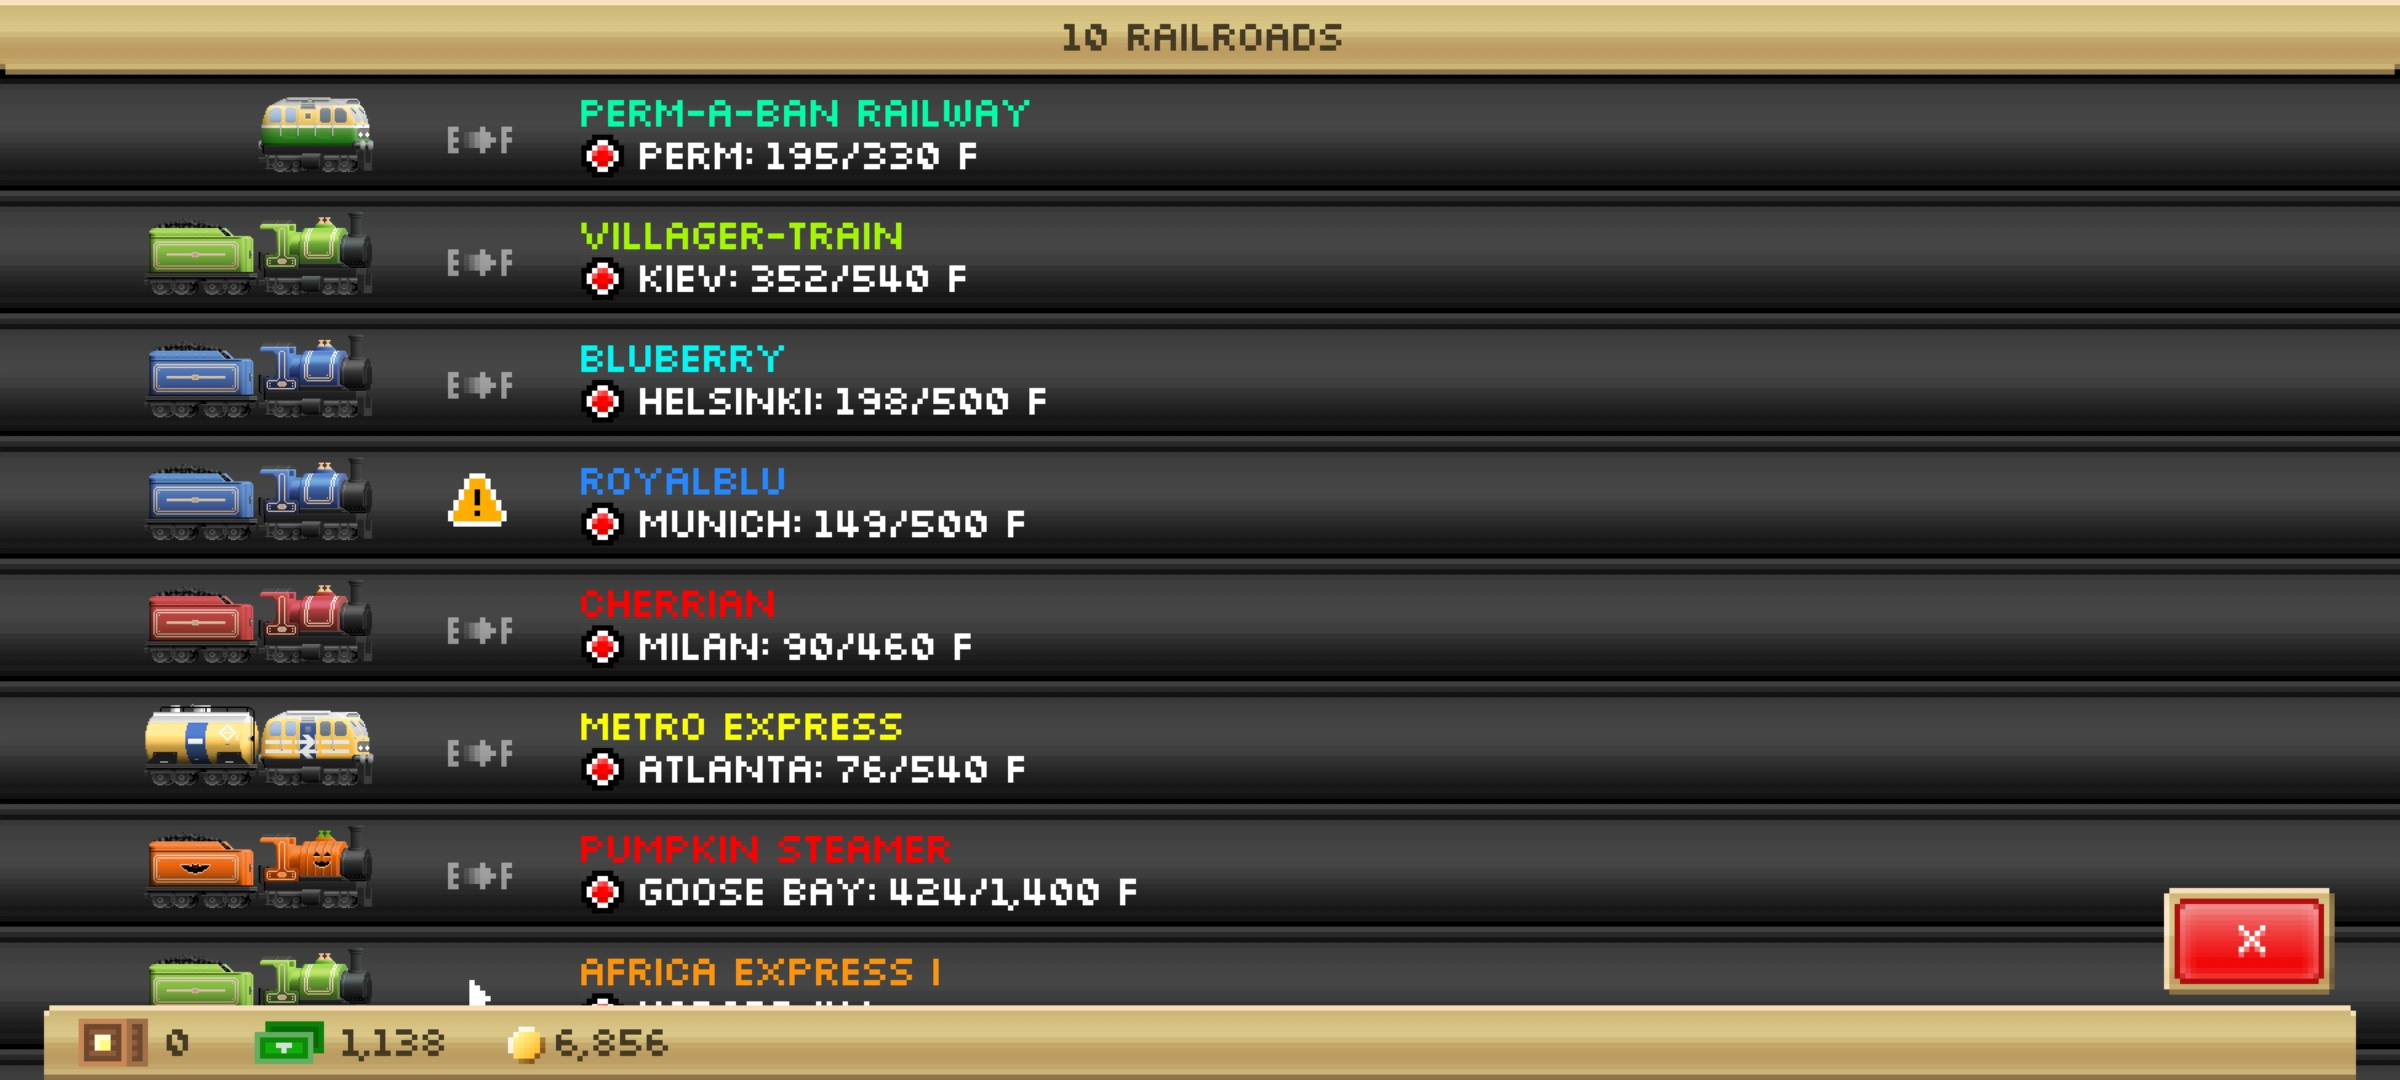 10 RAILROADS
PERM-A-BAN RAILWAY
E F
PERM: 195/330 F
VILLAGER-TRAIN
E F
KIEV: 352/540 F
BLUBERRY
E F
HELSINKI: 198/500 F
ROYALBLU
!
MUNICH: 149/500 F
CHERRIAN
E F
MILAN: 90/460 F
METRO EXPRESS
E F
ATLANTA: 76/540 F
PUMPKIN STEAMER
E F
GOOSE BAY: 424/1,400 F
X
AFRICA EXPRESS I
0 1,138 6,856